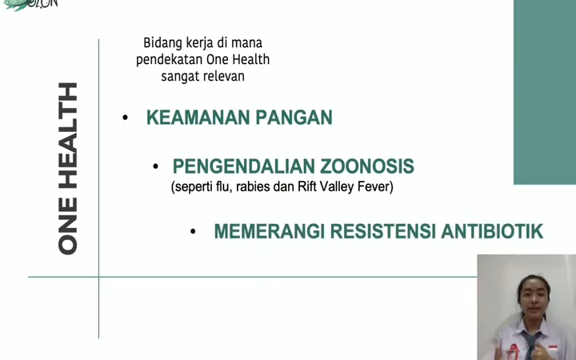 Bidang kerja di mana
pendekatan One Health
sangat relevan
ONE HEALTH
• KEAMANAN PANGAN
• PENGENDALIAN ZOONOSIS
(seperti flu, rabies dan Rift Valley Fever)
• MEMERANGI RESISTENSI ANTIBIOTIK